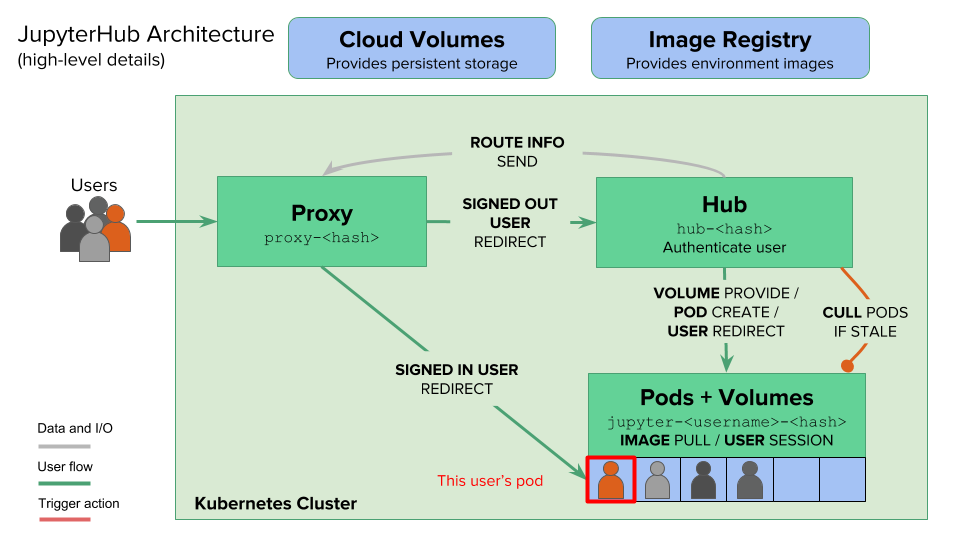 JupyterHub Architecture
(high-level details)
Cloud Volumes
Provides persistent storage
Image Registry
Provides environment images
Users
ROUTE INFO
SEND
Proxy
proxy-<hash>
SIGNED OUT
USER
REDIRECT
Hub
hub-<hash>
Authenticate user
VOLUME PROVIDE /
POD CREATE /
USER REDIRECT
CULL PODS
IF STALE
SIGNED IN USER
REDIRECT
Pods + Volumes
jupyter-<username>-<hash>
IMAGE PULL / USER SESSION
This user's pod
Data and I/O
User flow
Trigger action
Kubernetes Cluster